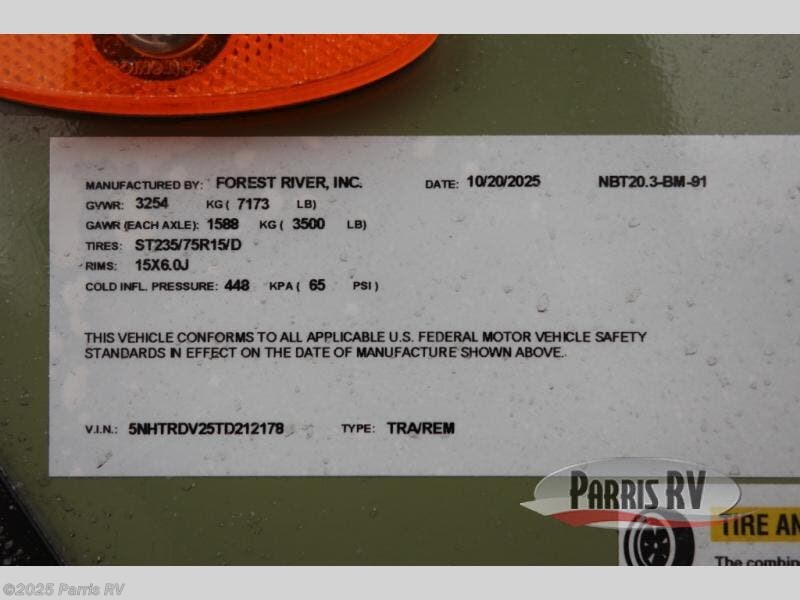 MANUFACTURED BY: FOREST RIVER, INC. DATE: 10/20/2025 NBT20.3-BM-91
GVWR: 3254 KG ( 7173 LB)
GAWR (EACH AXLE): 1588 KG ( 3500 LB)
TIRES: ST235/75R15/D
RIMS: 15X6.0J
COLD INFL. PRESSURE: 448 KPA ( 65 PSI )
THIS VEHICLE CONFORMS TO ALL APPLICABLE U.S. FEDERAL MOTOR VEHICLE SAFETY
STANDARDS IN EFFECT ON THE DATE OF MANUFACTURE SHOWN ABOVE.
V.I.N.: 5NHTRDV25TD212178 TYPE: TRA/REM
PARRIS RV
TIRE AN
The combin
©2025 Parris RV